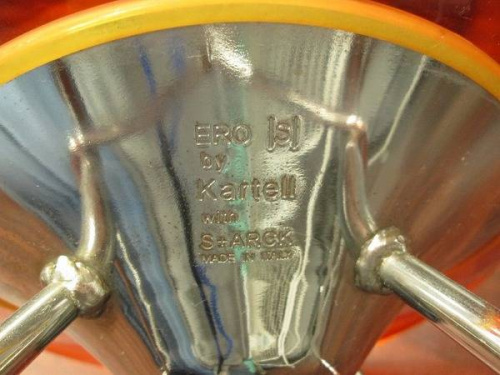 ERO |S|
by
Kartell
with
S+ARCK
MADE IN ITALY